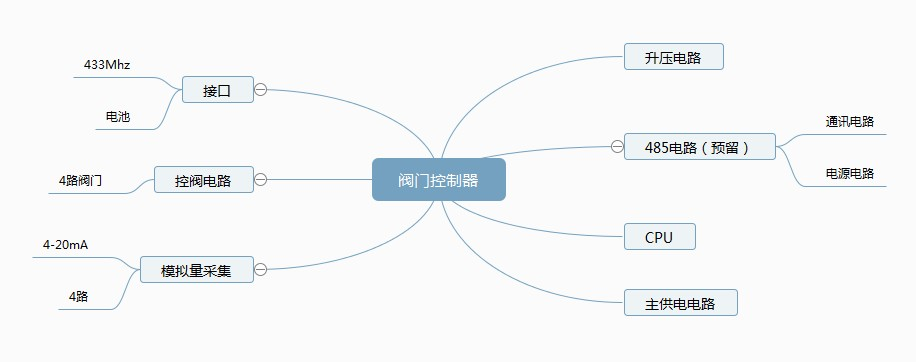 阀门控制器
升压电路
485电路（预留）
通讯电路
电源电路
CPU
主供电电路
接口
433Mhz
电池
控阀电路
4路阀门
模拟量采集
4-20mA
4路